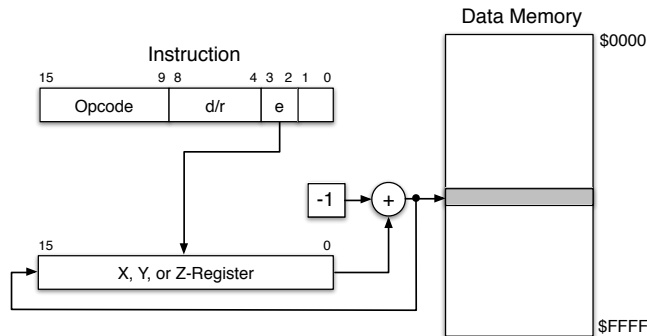 Data Memory
$0000
Instruction
15 9 8 4 3 2 1 0
Opcode d/r e
-1 +
15 0
X, Y, or Z-Register
$FFFF